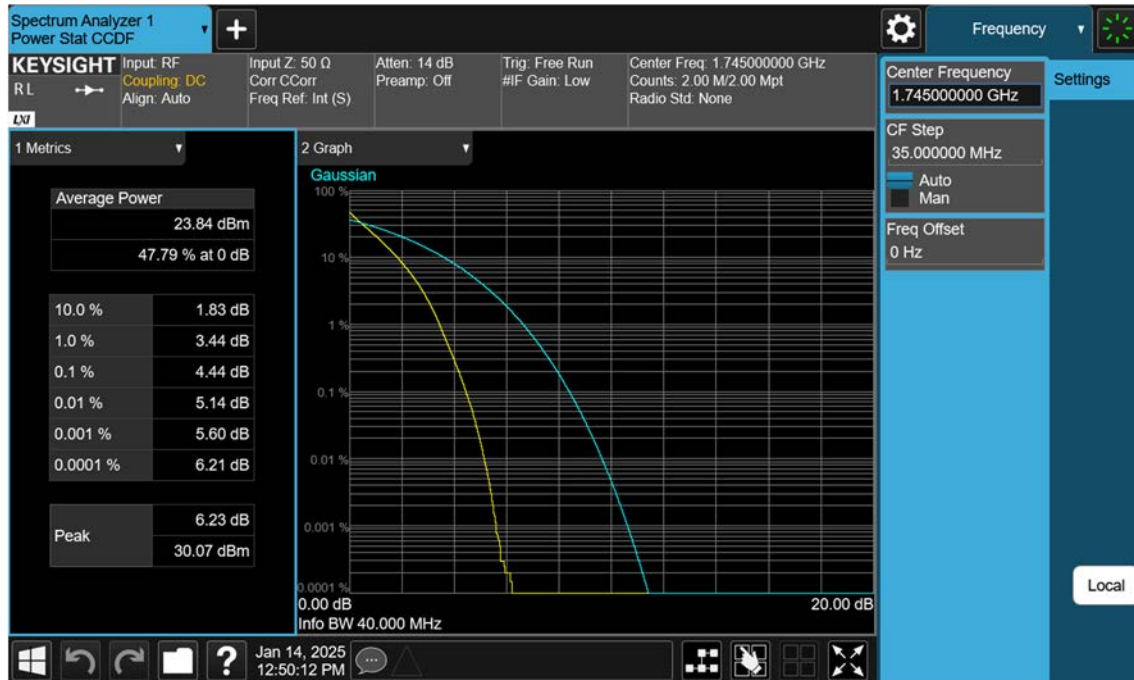 Spectrum Analyzer 1
Power Stat CCDF
Frequency
KEYSIGHT
RL
LXI
Input: RF
Coupling: DC
Align: Auto
Input Z: 50 Ω
Corr CCorr
Freq Ref: Int (S)
Atten: 14 dB
Preamp: Off
Trig: Free Run
#IF Gain: Low
Center Freq: 1.745000000 GHz
Counts: 2.00 M/2.00 Mpt
Radio Std: None
Center Frequency
1.745000000 GHz
Settings
CF Step
35.000000 MHz
Auto
Man
Freq Offset
0 Hz
Local
1 Metrics
Average Power
23.84 dBm
47.79 % at 0 dB
10.0 % 1.83 dB
1.0 % 3.44 dB
0.1 % 4.44 dB
0.01 % 5.14 dB
0.001 % 5.60 dB
0.0001 % 6.21 dB
Peak
6.23 dB
30.07 dBm
2 Graph
Gaussian
100 %
10 %
1 %
0.1 %
0.01 %
0.001 %
0.0001 %
0.00 dB 20.00 dB
Info BW 40.000 MHz
?
Jan 14, 2025
12:50:12 PM